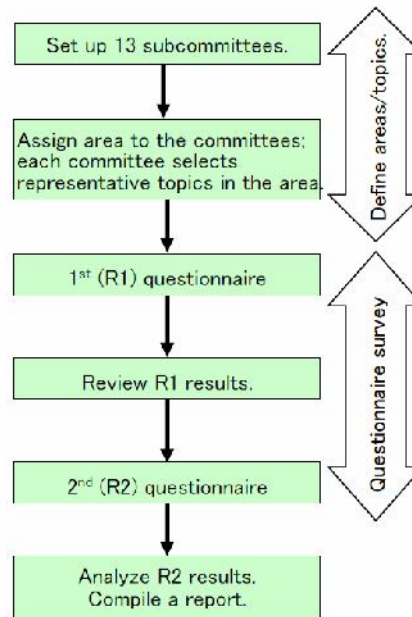 Set up 13 subcommittees.
Assign area to the committees;
each committee selects
representative topics in the area.
Define areas/topics.
1st (R1) questionnaire
Review R1 results.
2nd (R2) questionnaire
Questionnaire survey
Analyze R2 results.
Compile a report.